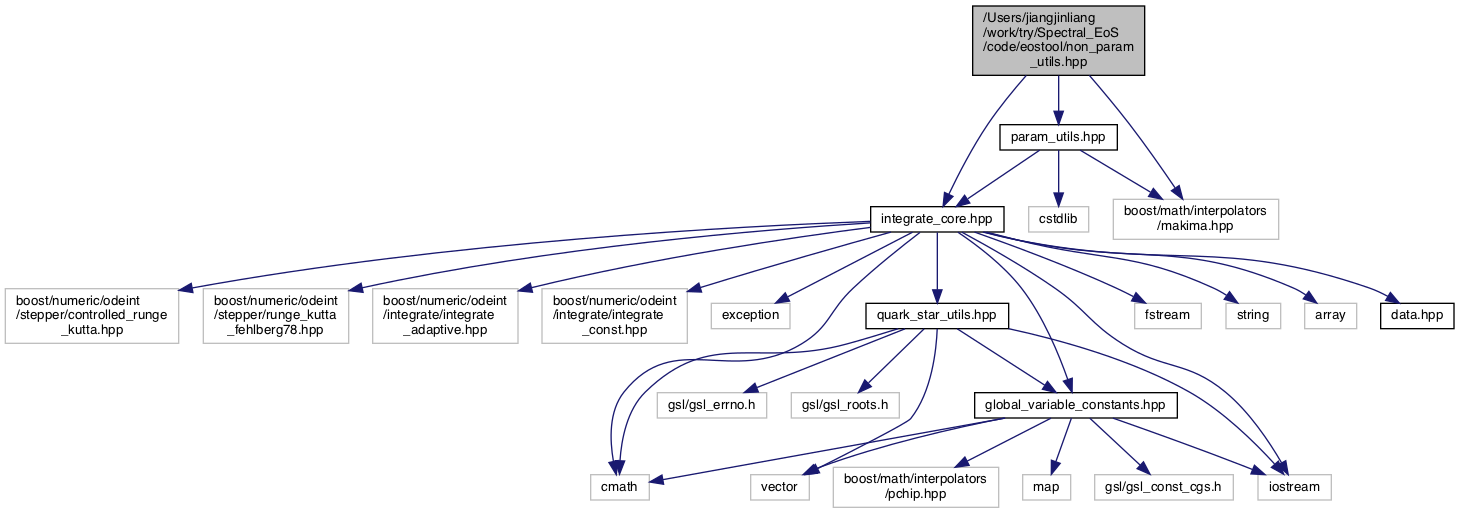 /Users/jiangjinliang
/work/try/Spectral_EoS
/code/eostool/non_param
_utils.hpp
param_utils.hpp
integrate_core.hpp
cstdlib
boost/math/interpolators
/makima.hpp
boost/numeric/odeint
/stepper/controlled_runge
_kutta.hpp
boost/numeric/odeint
/stepper/runge_kutta
_fehlberg78.hpp
boost/numeric/odeint
/integrate/integrate
_adaptive.hpp
boost/numeric/odeint
/integrate/integrate
_const.hpp
exception
quark_star_utils.hpp
fstream
string
array
data.hpp
gsl/gsl_errno.h
gsl/gsl_roots.h
global_variable_constants.hpp
cmath
vector
boost/math/interpolators
/pchip.hpp
map
gsl/gsl_const_cgs.h
iostream